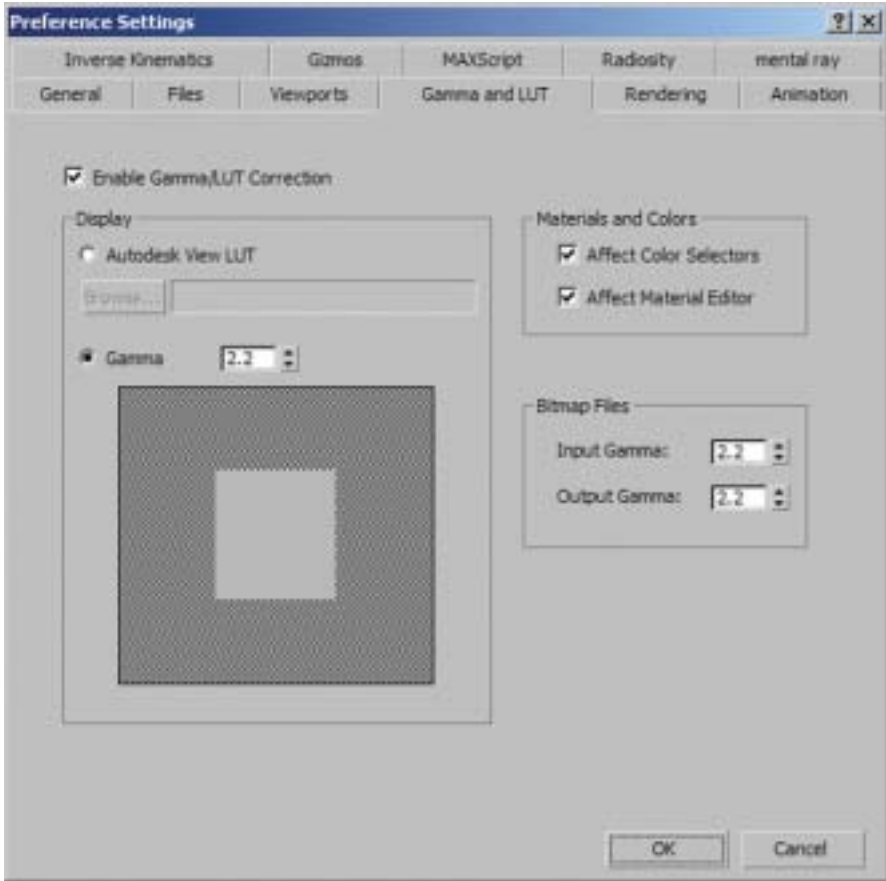 Preference Settings
Inverse Kinematics Gizmos MAXScript Radiosity mental ray
General Files Viewports Gamma and LUT Rendering Animation
Enable Gamma/LUT Correction
Display
Autodesk View LUT
Browse...
Gamma 2.2
Materials and Colors
Affect Color Selectors
Affect Material Editor
Bitmap Files
Input Gamma: 2.2
Output Gamma: 2.2
OK Cancel